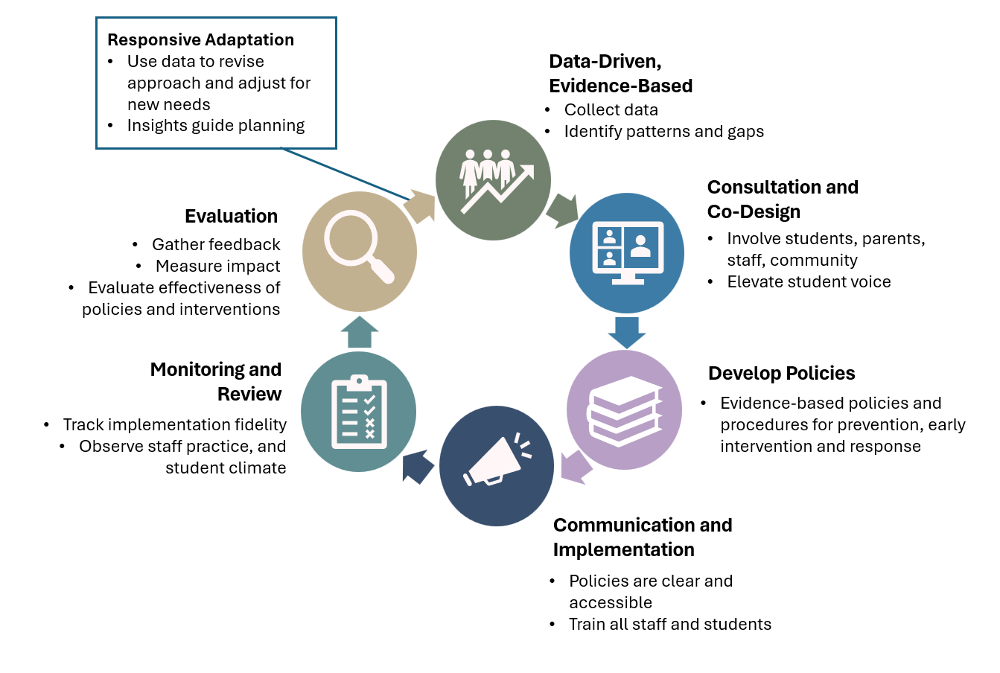 Responsive Adaptation
• Use data to revise
approach and adjust for
new needs
• Insights guide planning
Data-Driven,
Evidence-Based
• Collect data
• Identify patterns and gaps
Consultation and
Co-Design
• Involve students, parents,
staff, community
• Elevate student voice
Develop Policies
• Evidence-based policies and
procedures for prevention, early
intervention and response
Communication and
Implementation
• Policies are clear and
accessible
• Train all staff and students
Monitoring and
Review
• Track implementation fidelity
• Observe staff practice, and
student climate
Evaluation
• Gather feedback
• Measure impact
• Evaluate effectiveness of
policies and interventions